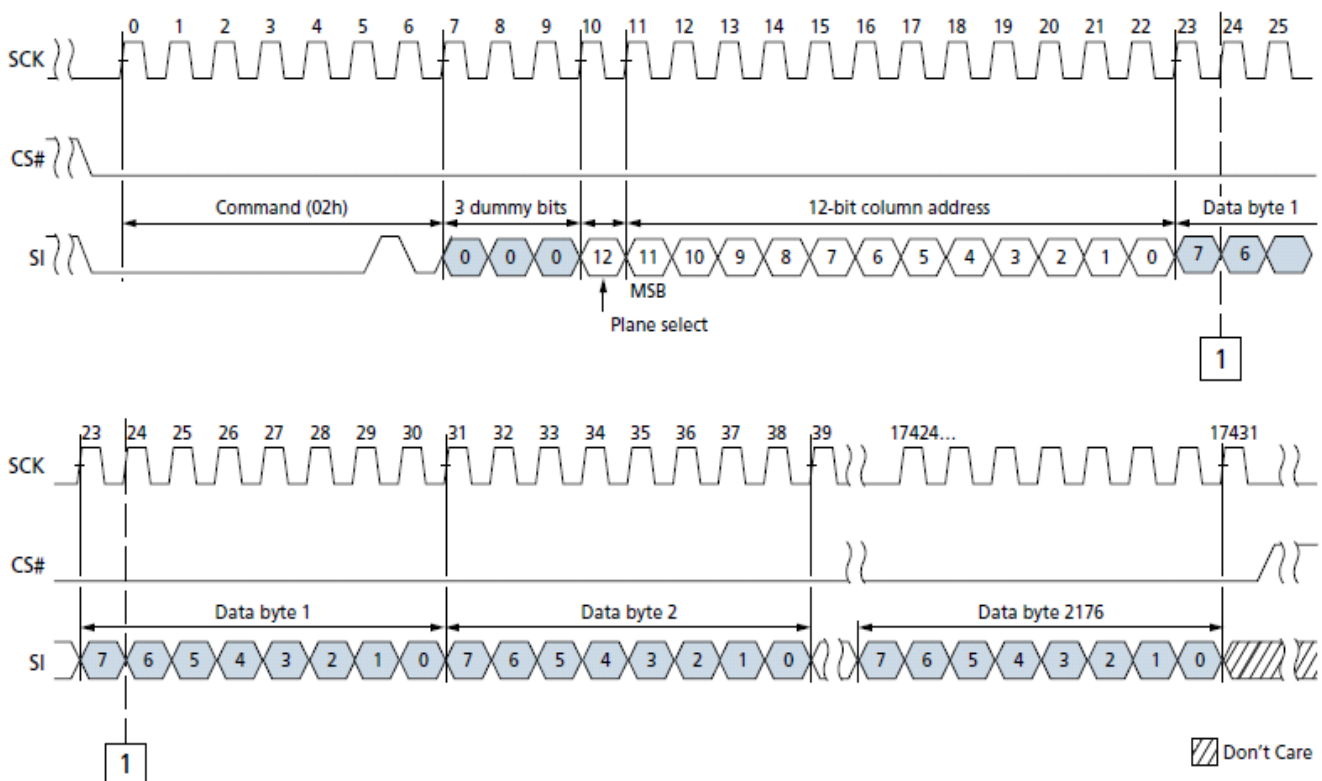 0 1 2 3 4 5 6 7 8 9 10 11 12 13 14 15 16 17 18 19 20 21 22 23 24 25
SCK
CS#
Command (02h) 3 dummy bits 12-bit column address Data byte 1
SI 0 0 0 12 11 10 9 8 7 6 5 4 3 2 1 0 7 6
MSB
Plane select
1
23 24 25 26 27 28 29 30 31 32 33 34 35 36 37 38 39 17424... 17431
SCK
CS#
Data byte 1 Data byte 2 Data byte 2176
SI 7 6 5 4 3 2 1 0 7 6 5 4 3 2 1 0 7 6 5 4 3 2 1 0
1
Don't Care